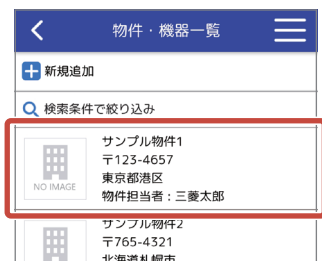 物件・機器一覧
新規追加
検索条件で絞り込み
サンプル物件1
〒123-4657
東京都港区
NO IMAGE
物件担当者：三菱太郎
サンプル物件2
〒765-4321
北海道札幌市